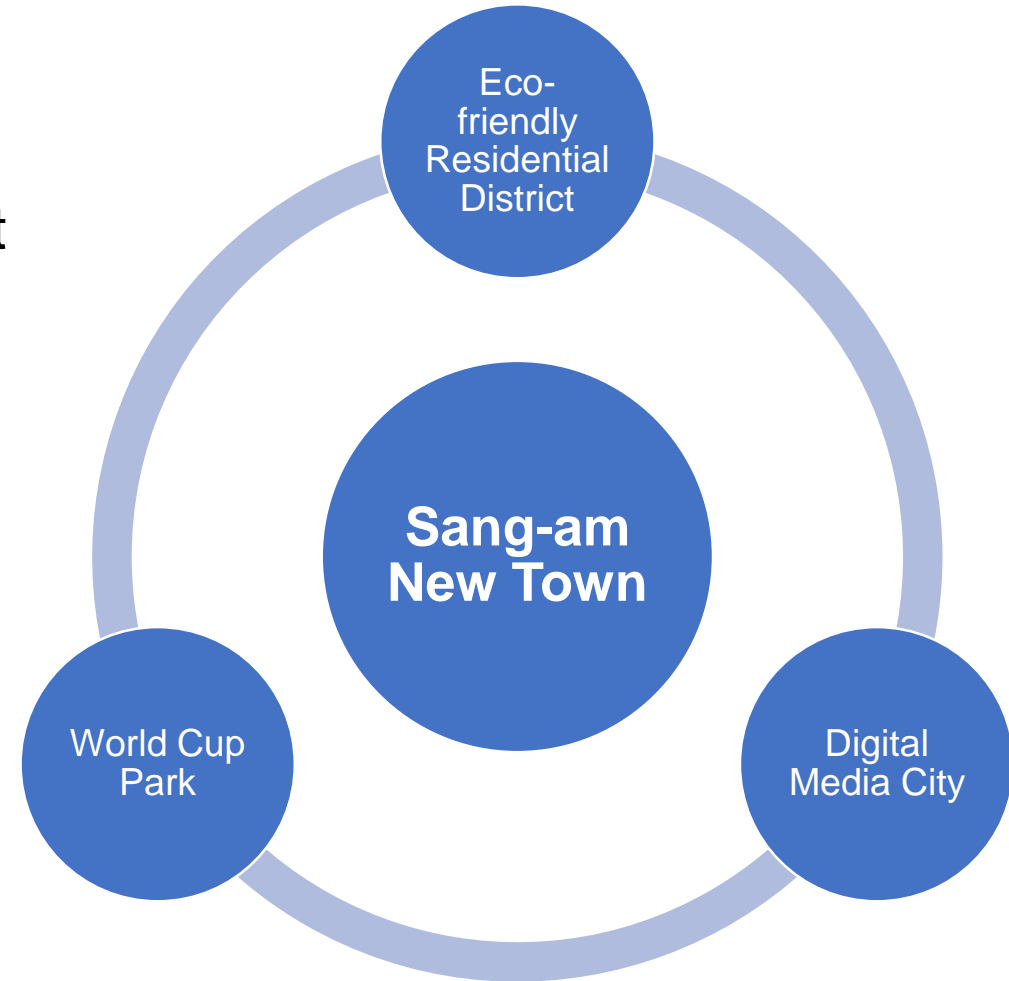 Eco-
friendly
Residential
District
t
Sang-am
New Town
World Cup
Park
Digital
Media City